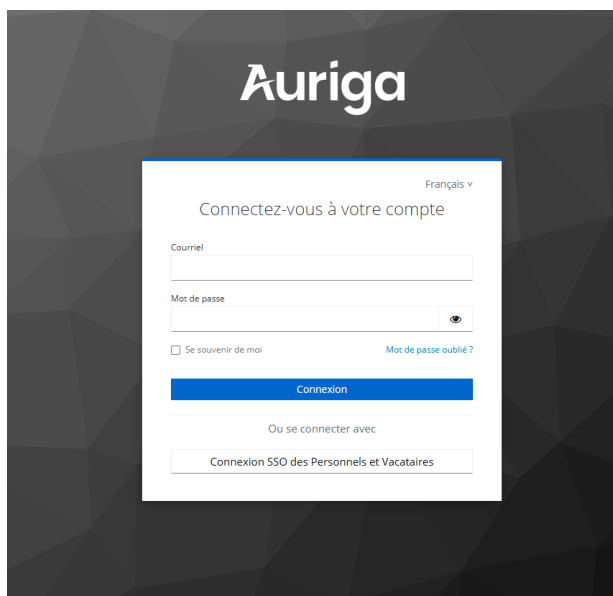 Auriga
Français
Connectez-vous à votre compte
Courriel
Mot de passe
Se souvenir de moi
Mot de passe oublié ?
Connexion
Ou se connecter avec
Connexion SSO des Personnels et Vacataires